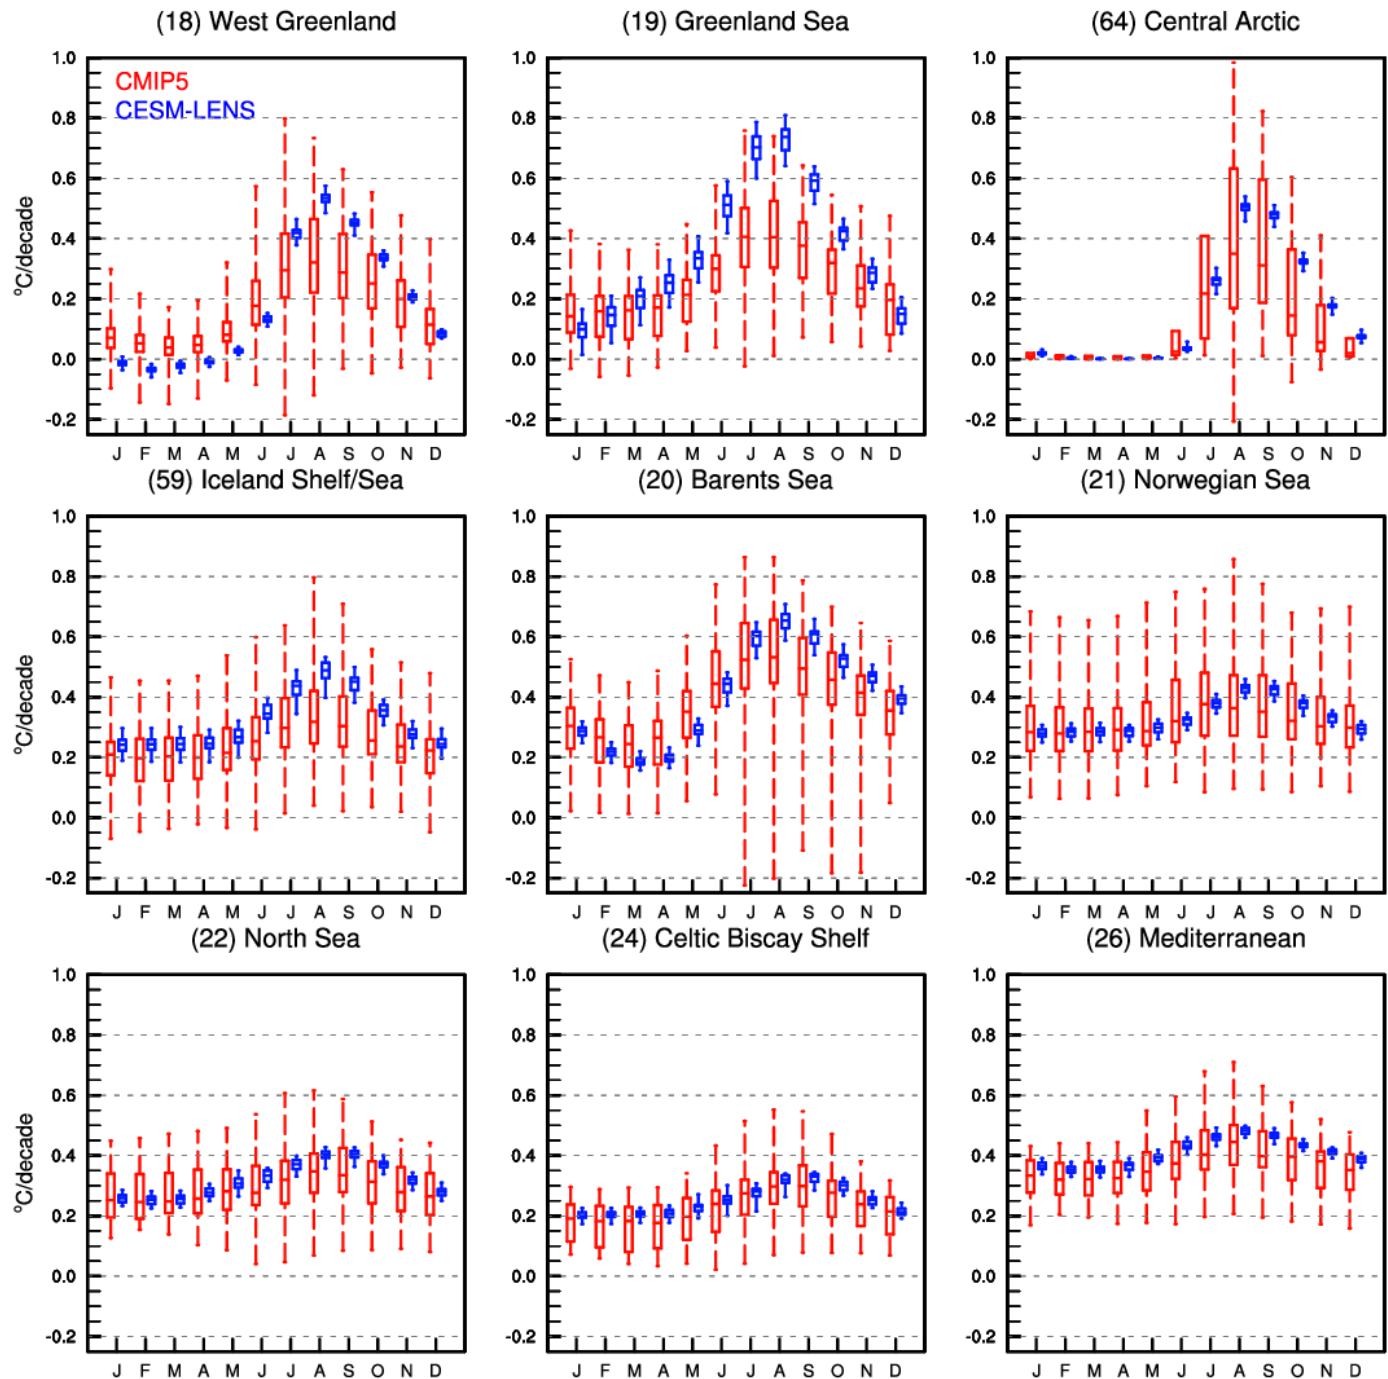 (18) West Greenland
(19) Greenland Sea
(64) Central Arctic
CMIP5
CESM-LENS
°C/decade
1.0
0.8
0.6
0.4
0.2
0.0
-0.2
J F M A M J J A S O N D
1.0
0.8
0.6
0.4
0.2
0.0
-0.2
J F M A M J J A S O N D
1.0
0.8
0.6
0.4
0.2
0.0
-0.2
J F M A M J J A S O N D
(59) Iceland Shelf/Sea
(20) Barents Sea
(21) Norwegian Sea
°C/decade
1.0
0.8
0.6
0.4
0.2
0.0
-0.2
J F M A M J J A S O N D
1.0
0.8
0.6
0.4
0.2
0.0
-0.2
J F M A M J J A S O N D
1.0
0.8
0.6
0.4
0.2
0.0
-0.2
J F M A M J J A S O N D
(22) North Sea
(24) Celtic Biscay Shelf
(26) Mediterranean
°C/decade
1.0
0.8
0.6
0.4
0.2
0.0
-0.2
J F M A M J J A S O N D
1.0
0.8
0.6
0.4
0.2
0.0
-0.2
J F M A M J J A S O N D
1.0
0.8
0.6
0.4
0.2
0.0
-0.2
J F M A M J J A S O N D